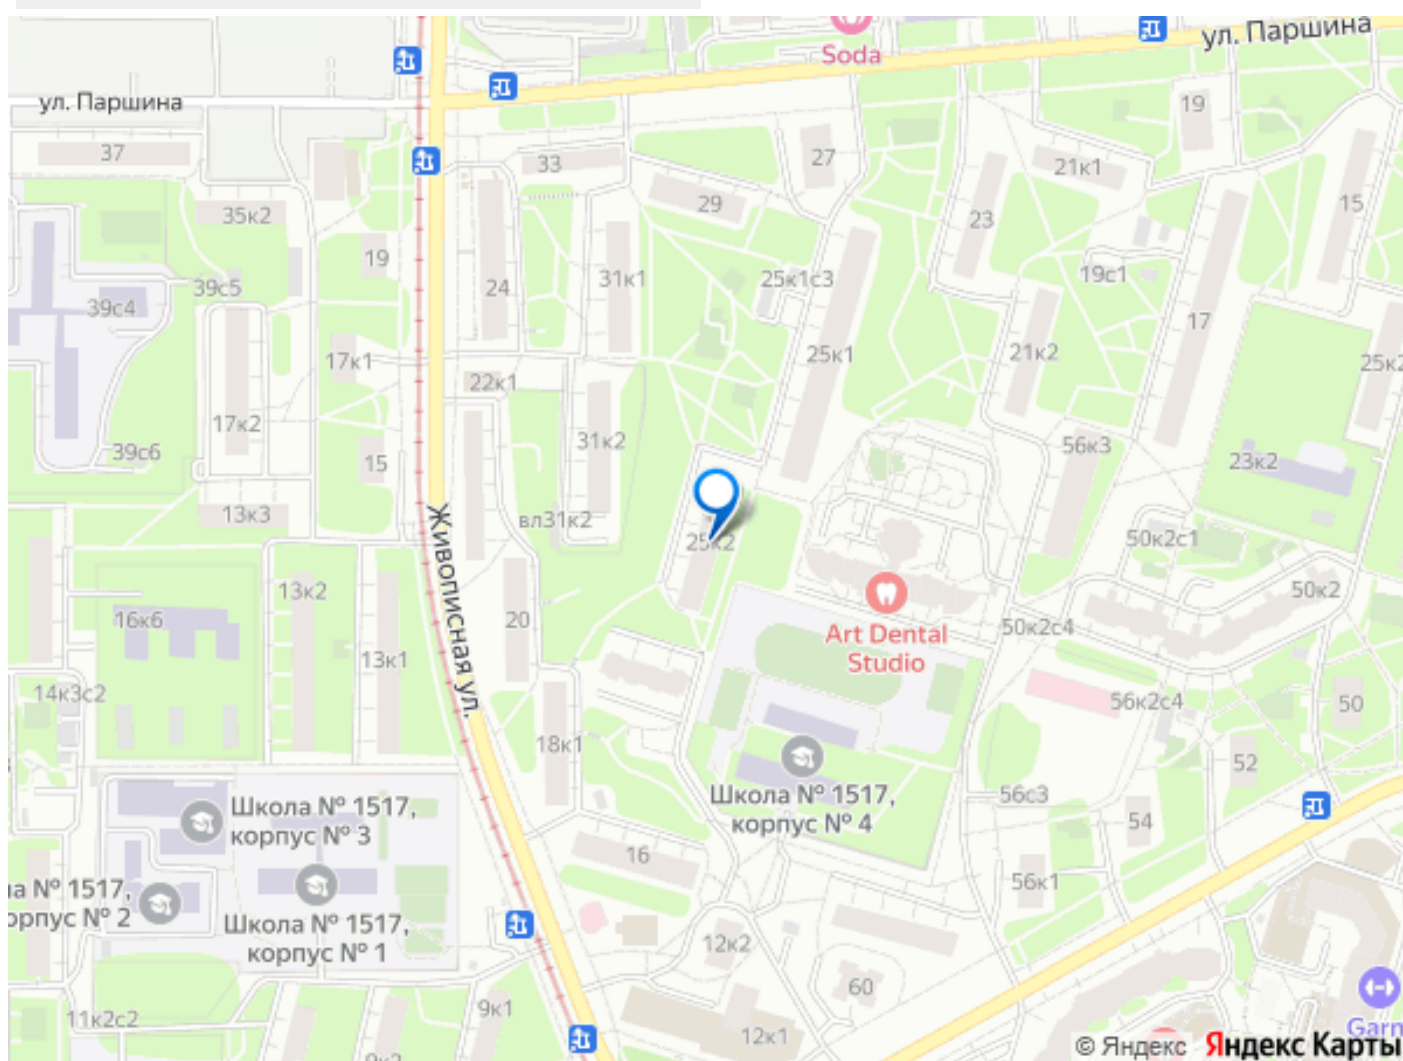 Soda
ул. Паршина
ул. Паршина
37
33
27
19
21к1
35к2
29
23
15
19
39с5
24
31к1
25к1с3
19с1
39с4
17
17к1
25к1
21к2
25к2
22к1
17к2
31к2
56к3
39с6
15
23к2
13к3
вл31к2
25к2
50к2с1
Живописная ул.
13к2
50к2
16к6
20
Art Dental
Studio
50к2с4
13к1
14к3с2
56к2с4
50
18к1
52
Школа № 1517,
корпус № 4
56с3
Школа № 1517,
корпус № 3
54
16
56к1
№ 1517,
№ 2
Школа № 1517,
корпус № 1
12к2
60
9к1
11к2с2
12к1
© Яндекс Яндекс Карты